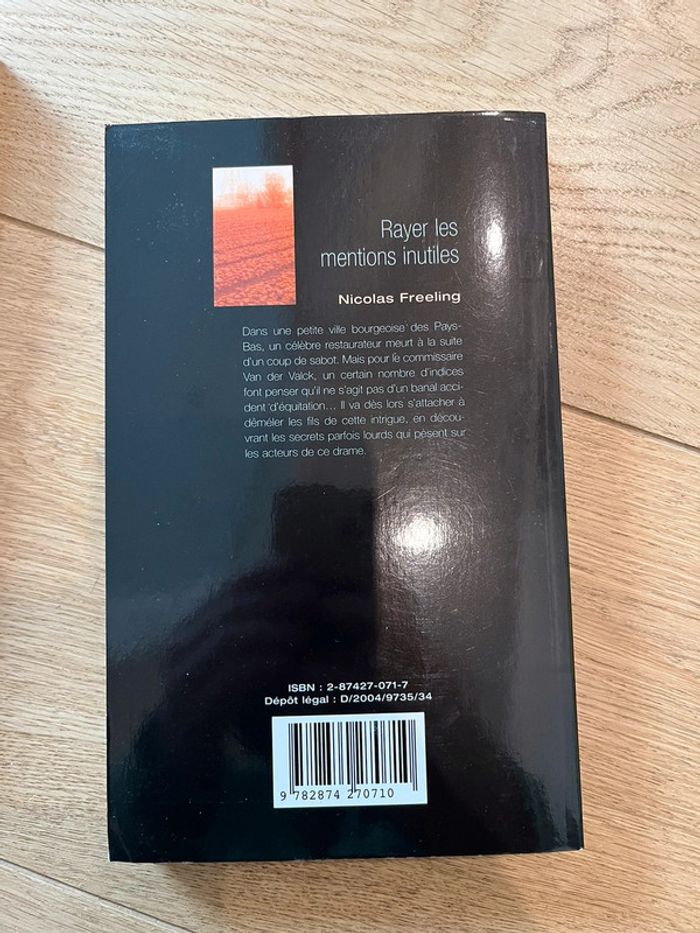 Rayer les
mentions inutiles
Nicolas Freeling
Dans une petite ville bourgeoise des Pays-
Bas, un célèbre restaurateur meurt à la suite
d'un coup de sabot. Mais pour le commissaire
Van der Valck, un certain nombre d'indices
font penser qu'il ne s'agit pas d'un banal acci-
dent d'équitation... Il va dès lors s'attacher à
démêler les fils de cette intrigue, en décou-
vrant les secrets parfois lourds qui pèsent sur
les acteurs de ce drame.
ISBN : 2-87427-071-7
Dépôt légal : D/2004/9735/34
9 782874 270710